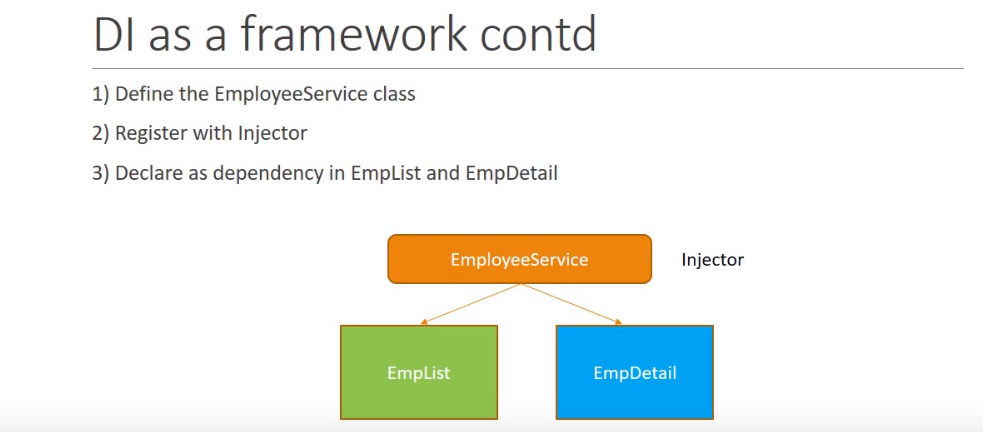 DI as a framework contd
1) Define the EmployeeService class
2) Register with Injector
3) Declare as dependency in EmpList and EmpDetail
EmployeeService
Injector
EmpList
EmpDetail